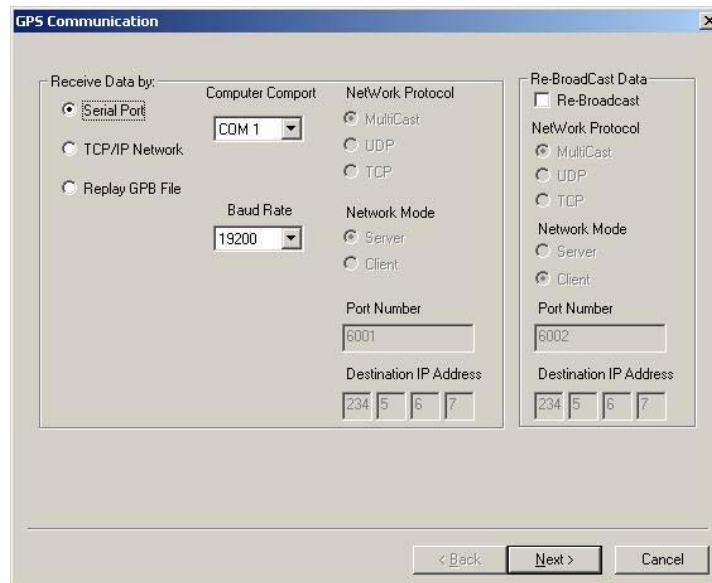 GPS Communication
Receive Data by:
Serial Port
TCP/IP Network
Replay GPB File
Computer Comport
COM 1
Baud Rate
19200
NetWork Protocol
MultiCast
UDP
TCP
Network Mode
Server
Client
Port Number
6001
Destination IP Address
234 5 6 7
Re-BroadCast Data
Re-Broadcast
NetWork Protocol
MultiCast
UDP
TCP
Network Mode
Server
Client
Port Number
6002
Destination IP Address
234 5 6 7
< Back Next > Cancel